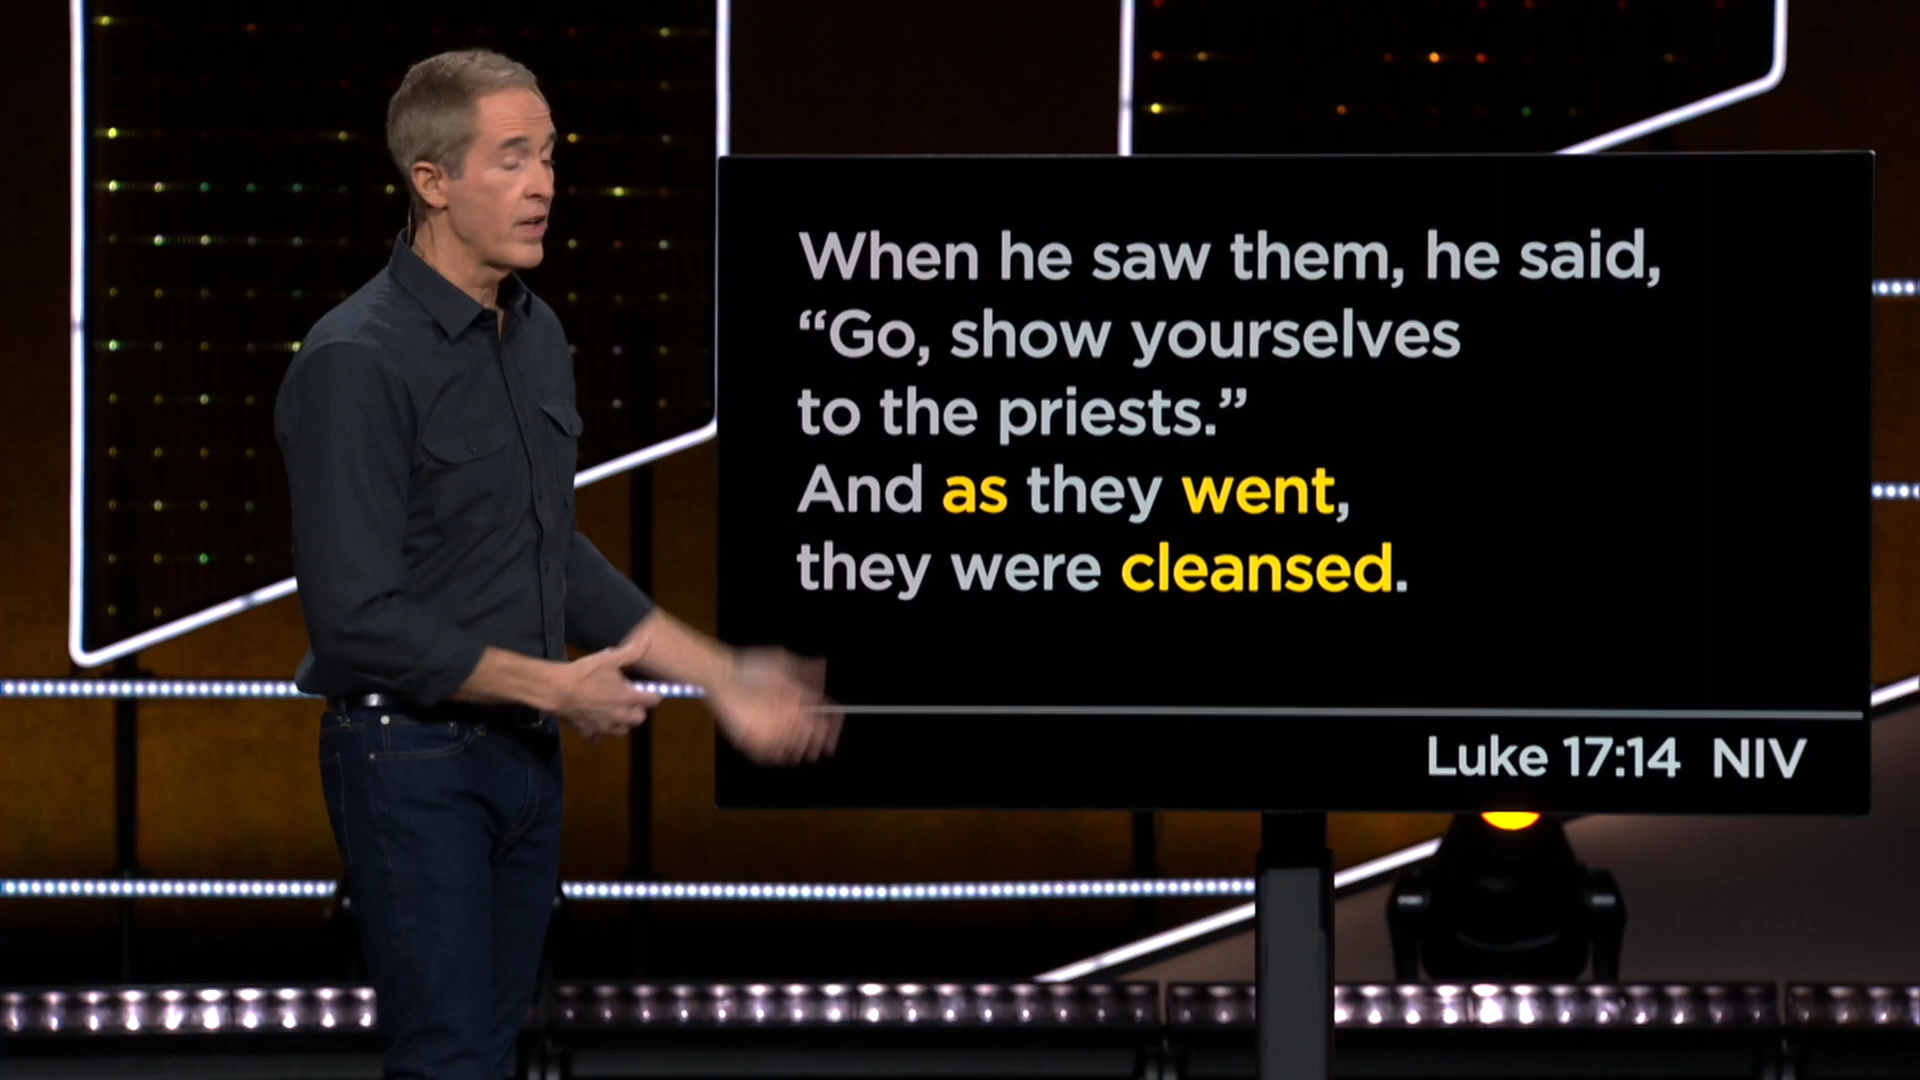 When he saw them, he said,
“Go, show yourselves
to the priests.”
And as they went,
they were cleansed.
Luke 17:14 NIV